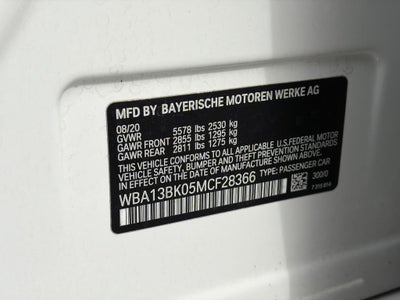 MFD BY BAYERISCHE MOTOREN WERKE AG
08/20
GVWR 5578 lbs 2530 kg
GAWR FRONT 2855 lbs 1295 kg
GAWR REAR 2811 lbs 1275 kg
THIS VEHICLE CONFORMS TO ALL APPLICABLE U.S. FEDERAL MOTOR
VEHICLE SAFETY, BUMPER, AND THEFT PREVENTION STANDARDS
IN EFFECT ON THE DATE OF MANUFACTURE SHOWN ABOVE.
WBA13BK05MCF28366 TYPE: PASSENGER CAR
300/0